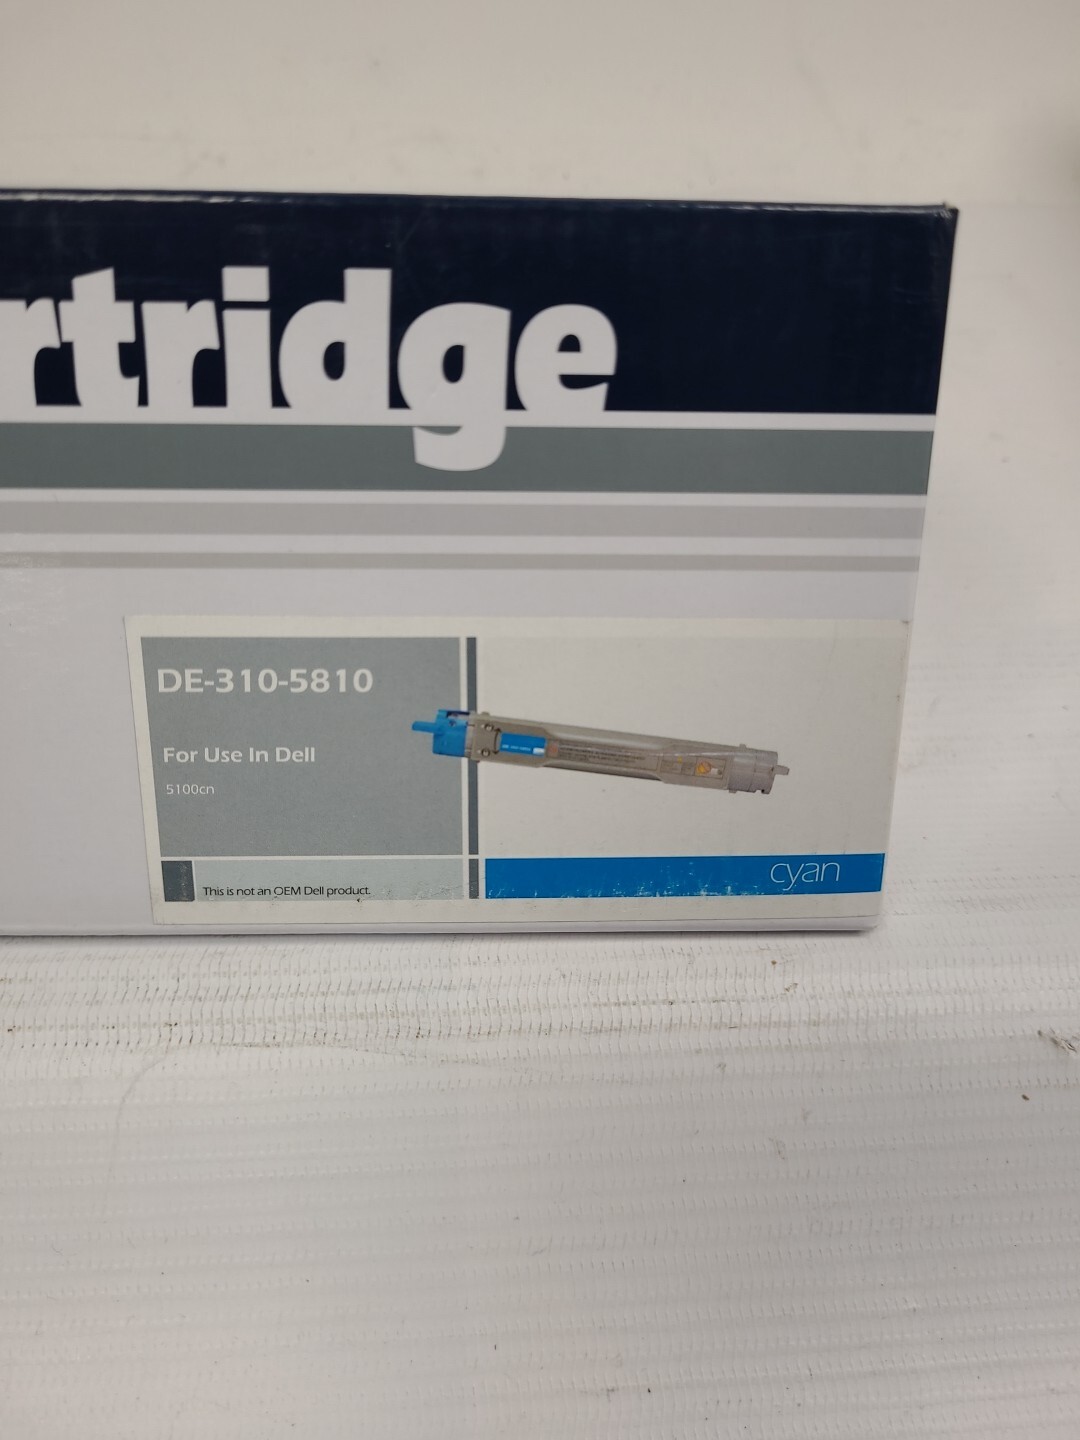 rtridge
DE-310-5810
For Use In Dell
5100cn
This is not an OEM Dell product.
cyan